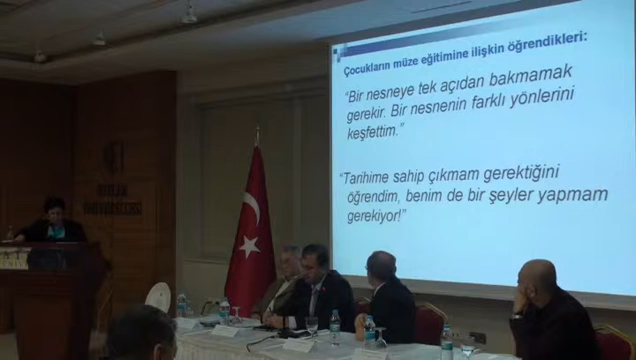 Çocukların müze eğitimine ilişkin öğrendikleri:
“Bir nesneye tek açıdan bakmamak
gerekir. Bir nesnenin farklı yönlerini
keşfettim.”
“Tarihime sahip çıkmam gerektiğini
öğrendim, benim de bir şeyler yapmam
gerekiyor!”